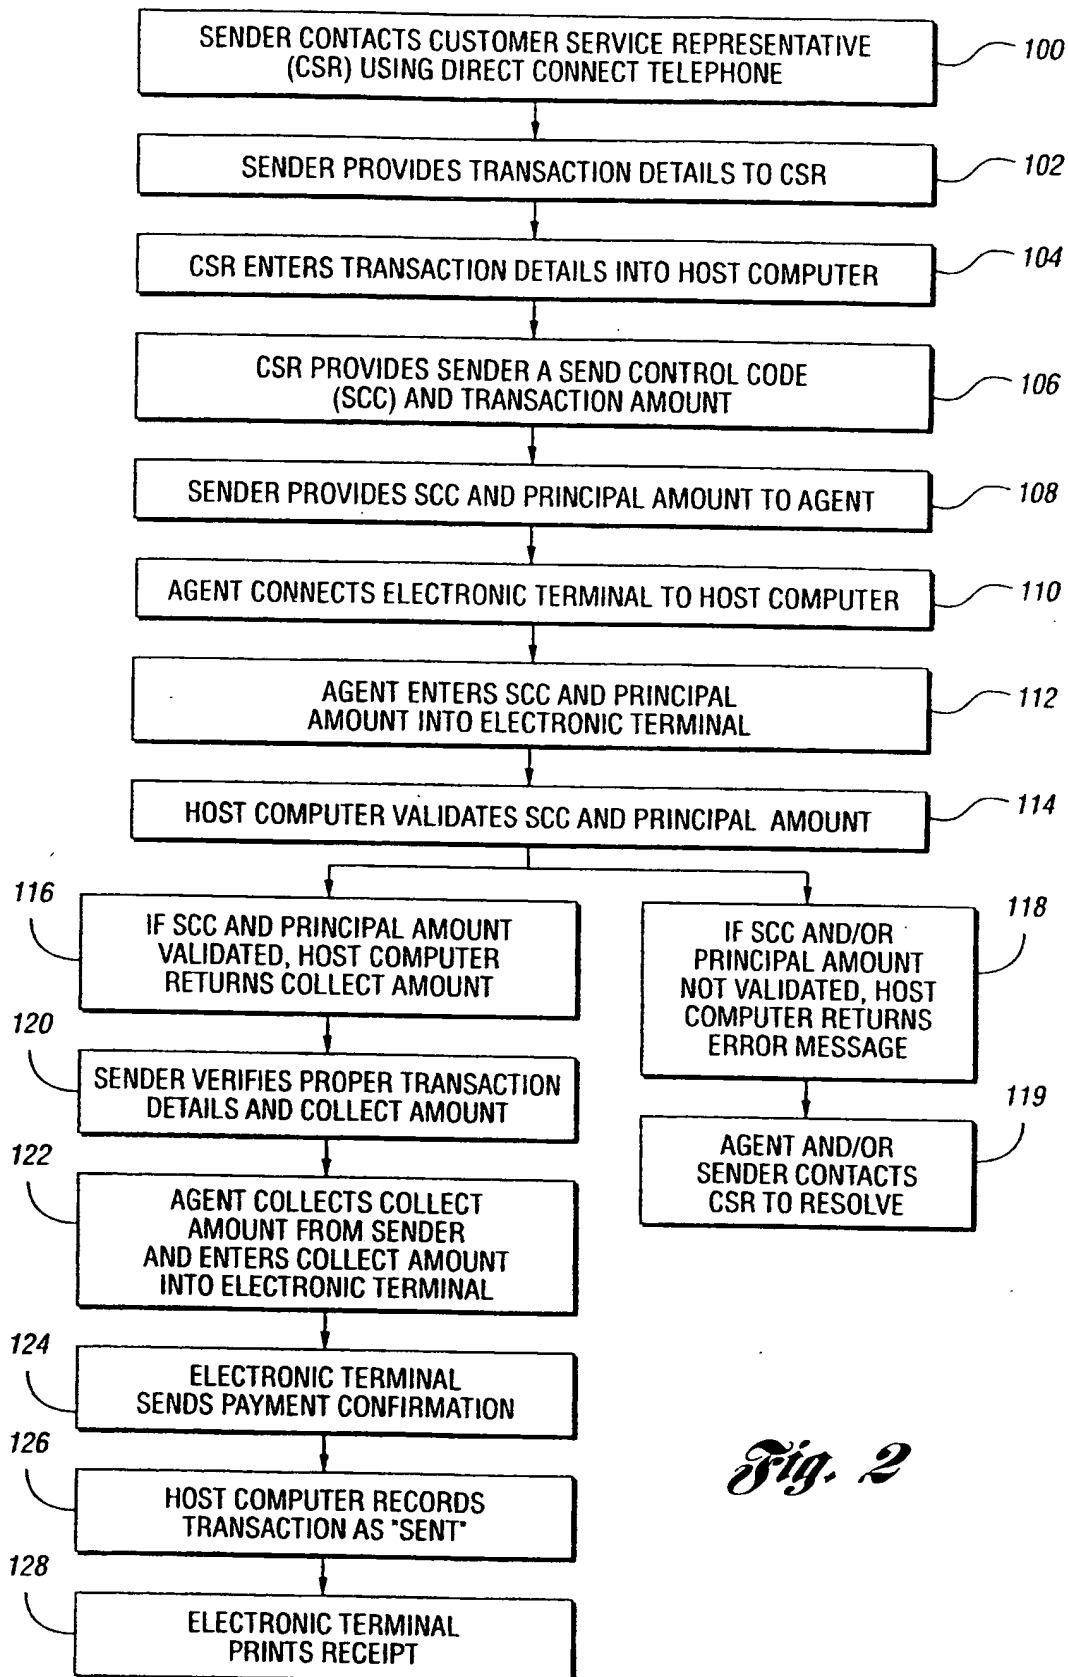 SENDER CONTACTS CUSTOMER SERVICE REPRESENTATIVE
(CSR) USING DIRECT CONNECT TELEPHONE
100
SENDER PROVIDES TRANSACTION DETAILS TO CSR
102
CSR ENTERS TRANSACTION DETAILS INTO HOST COMPUTER
104
CSR PROVIDES SENDER A SEND CONTROL CODE
(SCC) AND TRANSACTION AMOUNT
106
SENDER PROVIDES SCC AND PRINCIPAL AMOUNT TO AGENT
108
AGENT CONNECTS ELECTRONIC TERMINAL TO HOST COMPUTER
110
AGENT ENTERS SCC AND PRINCIPAL
AMOUNT INTO ELECTRONIC TERMINAL
112
HOST COMPUTER VALIDATES SCC AND PRINCIPAL AMOUNT
114
116
IF SCC AND PRINCIPAL AMOUNT
VALIDATED, HOST COMPUTER
RETURNS COLLECT AMOUNT
118
IF SCC AND/OR
PRINCIPAL AMOUNT
NOT VALIDATED, HOST
COMPUTER RETURNS
ERROR MESSAGE
120
SENDER VERIFIES PROPER TRANSACTION
DETAILS AND COLLECT AMOUNT
119
AGENT AND/OR
SENDER CONTACTS
CSR TO RESOLVE
122
AGENT COLLECTS COLLECT
AMOUNT FROM SENDER
AND ENTERS COLLECT AMOUNT
INTO ELECTRONIC TERMINAL
124
ELECTRONIC TERMINAL
SENDS PAYMENT CONFIRMATION
126
HOST COMPUTER RECORDS
TRANSACTION AS "SENT"
128
ELECTRONIC TERMINAL
PRINTS RECEIPT
Fig. 2